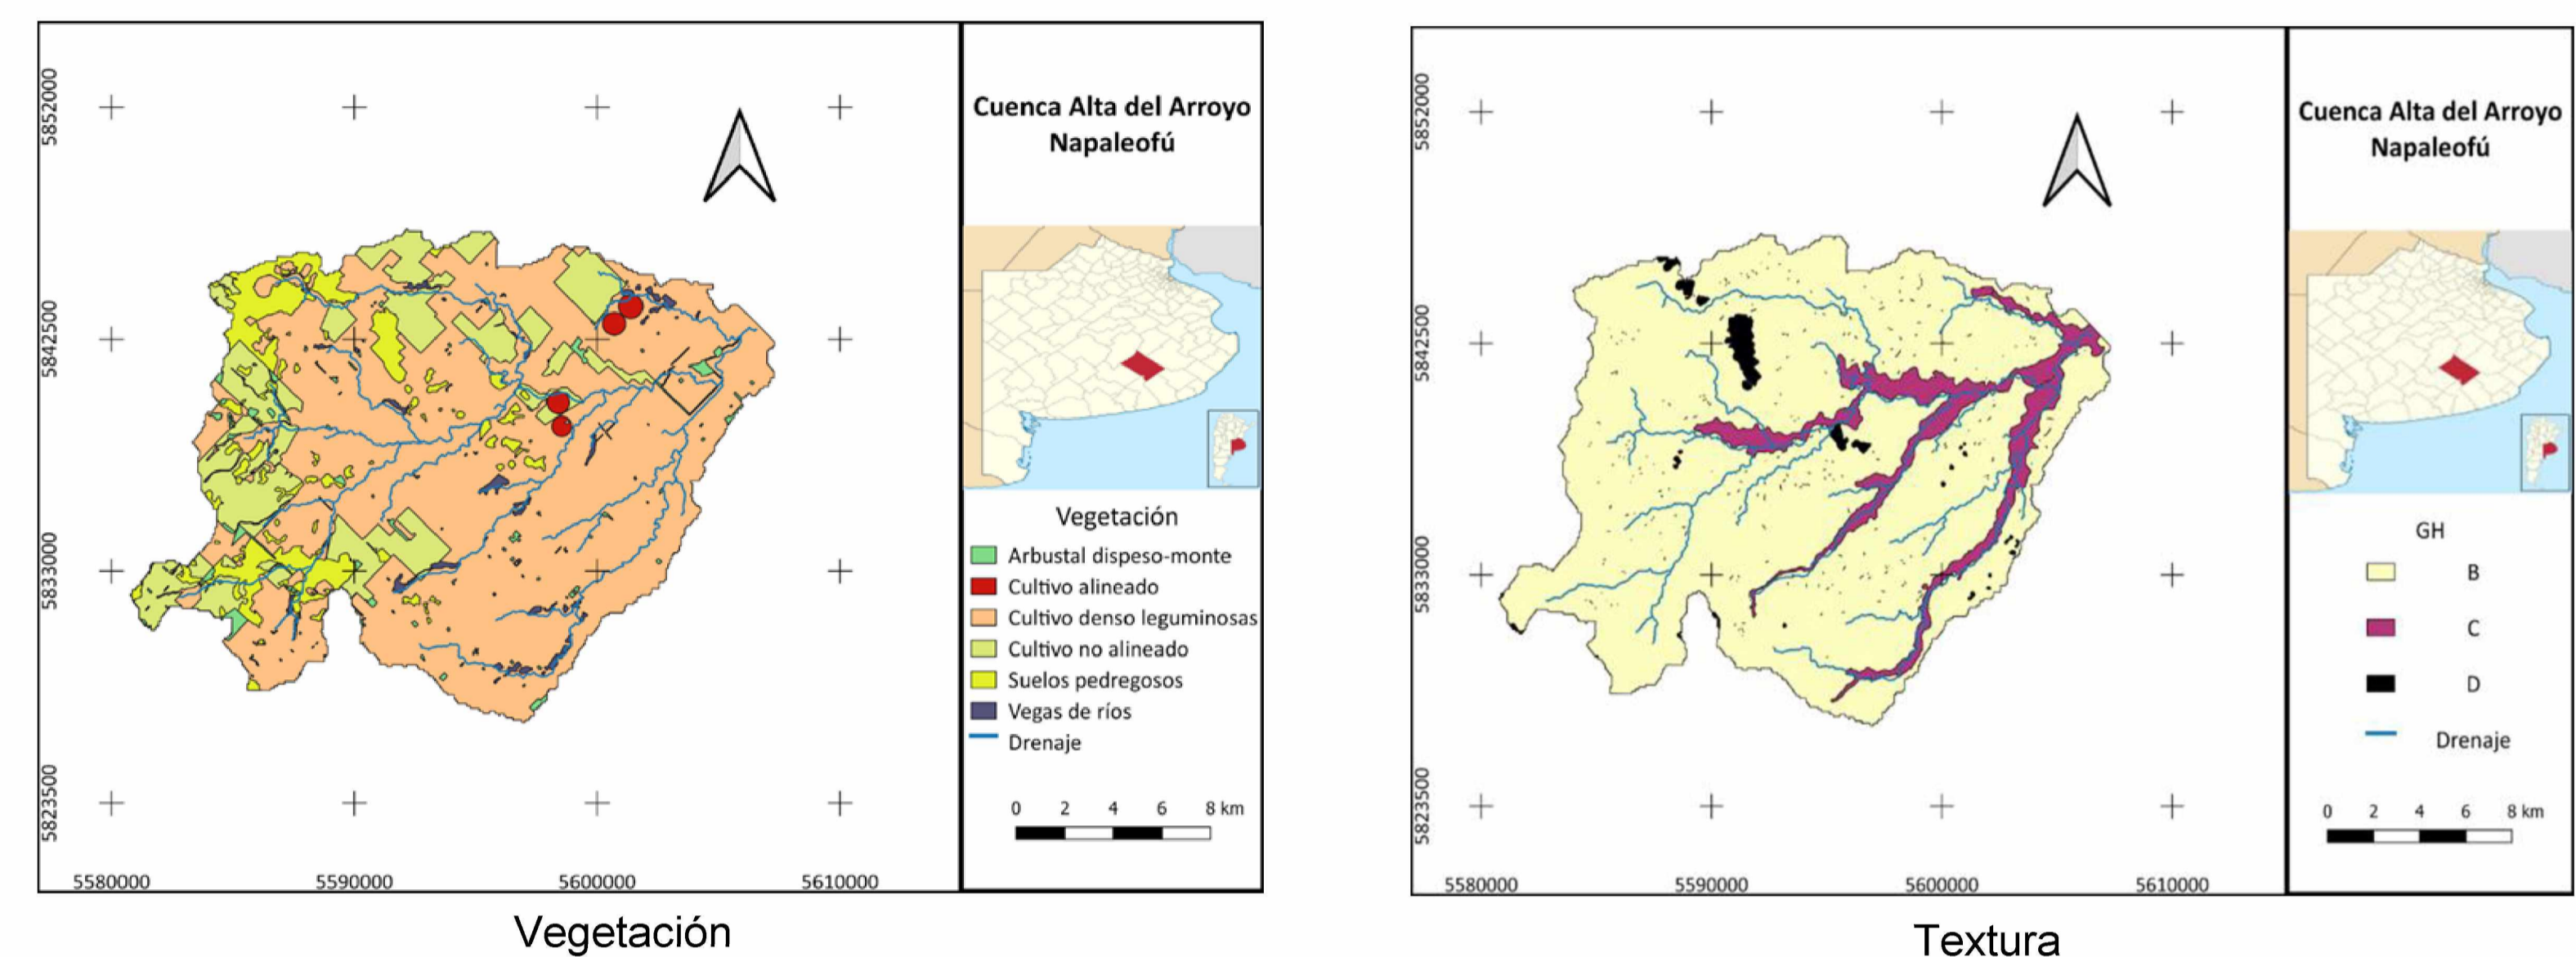 Cuenca Alta del Arroyo
Napaleofú
5852000
5842500
5833000
5823500
5580000
5590000
5600000
5610000
Vegetación
Arbustal dispeso-monte
Cultivo alineado
Cultivo denso leguminosas
Cultivo no alineado
Suelos pedregosos
Vegas de ríos
Drenaje
0 2 4 6 8 km
Vegetación
Cuenca Alta del Arroyo
Napaleofú
5852000
5842500
5833000
5823500
5580000
5590000
5600000
5610000
GH
B
C
D
Drenaje
0 2 4 6 8 km
Textura